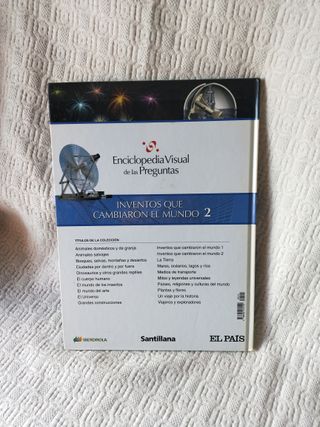 Enciclopedia Visual
de las Preguntas
INVENTOS QUE
CAMBIARON EL MUNDO 2
TÍTULOS DE LA COLECCIÓN
Animales domésticos y de granja
Animales salvajes
Bosques, selvas, montañas y desiertos
Ciudades por dentro y por fuera
Dinosaurios y otros grandes reptiles
El cuerpo humano
El mundo de los insectos
El mundo del arte
El Universo
Grandes construcciones
Inventos que cambiaron el mundo 1
Inventos que cambiaron el mundo 2
La Tierra
Mares, océanos, lagos y ríos
Medios de transporte
Mitos y leyendas universales
Países, religiones y culturas del mundo
Plantas y flores
Un viaje por la historia
Viajeros y exploradores
IBERDROLA
Santillana
EL PAÍS